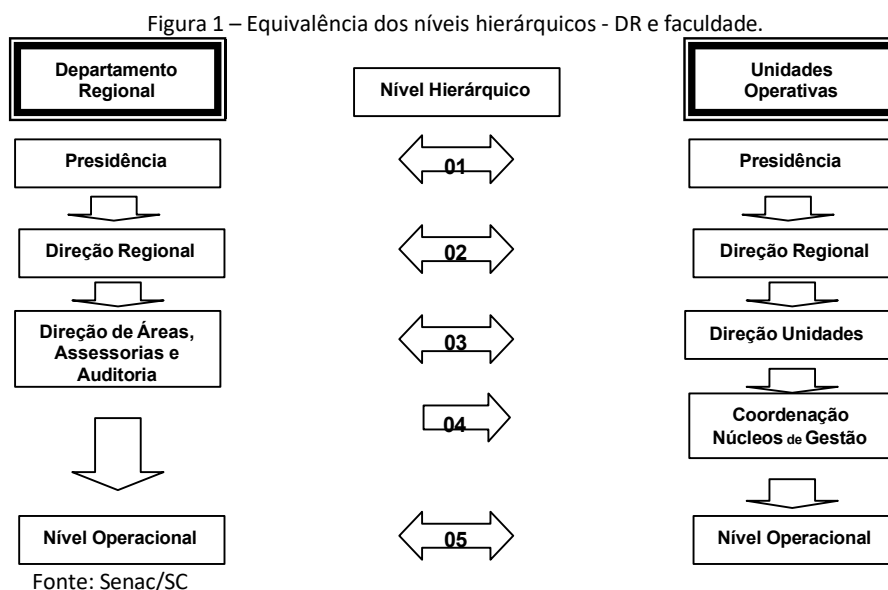 Figura 1 – Equivalência dos níveis hierárquicos - DR e faculdade.
Departamento
Regional
Nível Hierárquico
Unidades
Operativas
Presidência
01
Presidência
Direção Regional
02
Direção Regional
Direção de Áreas,
Assessorias e
Auditoria
03
Direção Unidades
04
Coordenação
Núcleos de Gestão
Nível Operacional
05
Nível Operacional
Fonte: Senac/SC